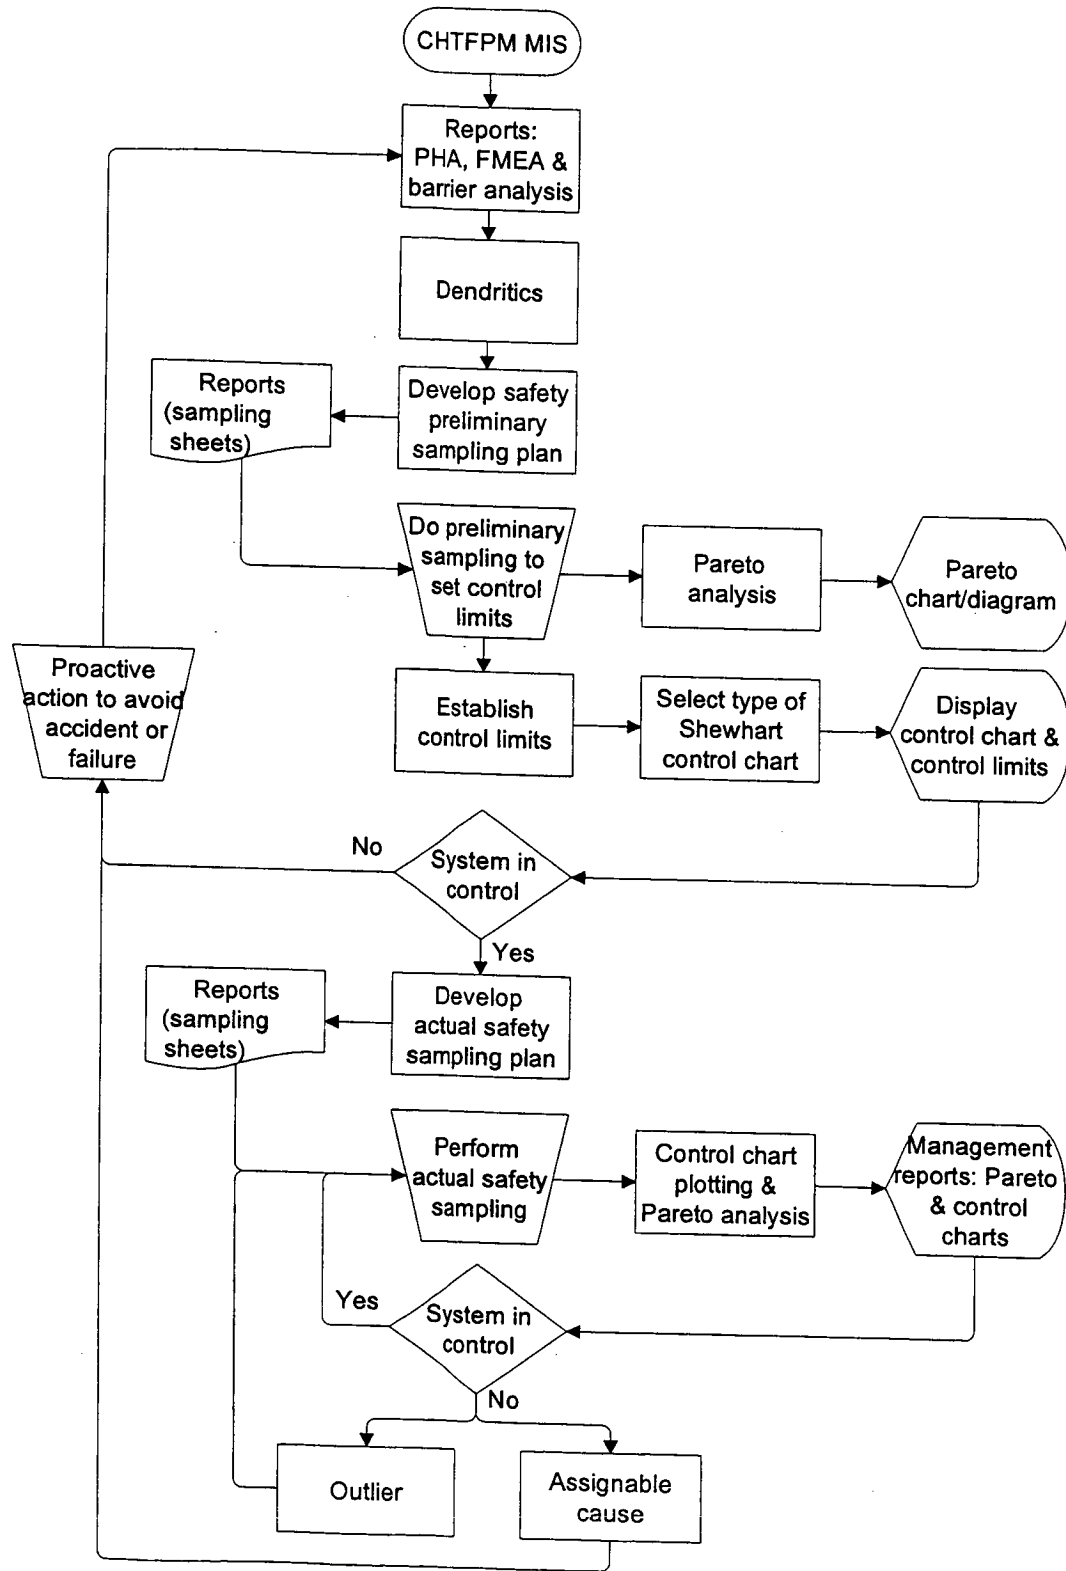 CHTFPM MIS
Reports:
PHA, FMEA &
barrier analysis
Dendritics
Reports
(sampling
sheets)
Develop safety
preliminary
sampling plan
Do preliminary
sampling to
set control
limits
Pareto
analysis
Pareto
chart/diagram
Proactive
action to avoid
accident or
failure
Establish
control limits
Select type of
Shewhart
control chart
Display
control chart &
control limits
No
System in
control
Yes
Reports
(sampling
sheets)
Develop
actual safety
sampling plan
Perform
actual safety
sampling
Control chart
plotting &
Pareto analysis
Management
reports: Pareto
& control
charts
Yes
System in
control
No
Outlier
Assignable
cause